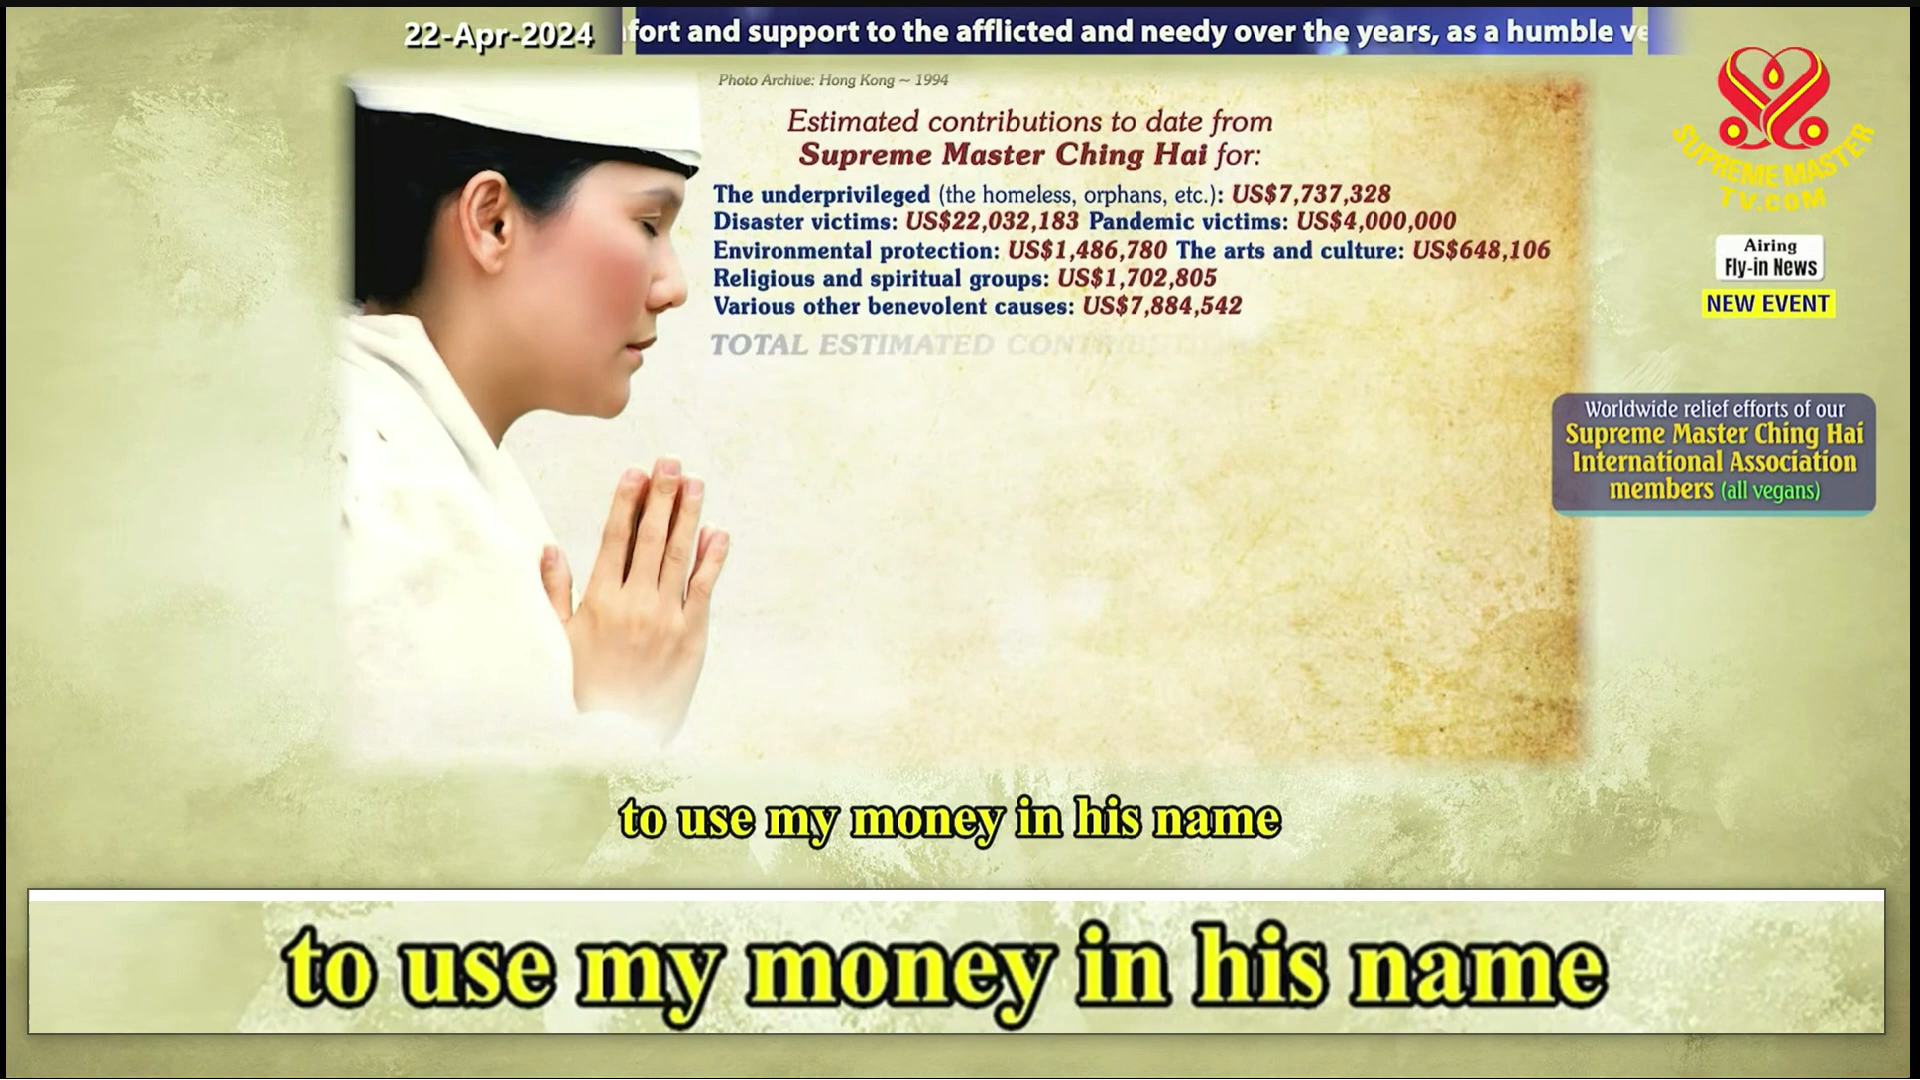 22-Apr-2024
fort and support to the afflicted and needy over the years, as a humble
Photo Archive: Hong Kong ~ 1994
Estimated contributions to date from
Supreme Master Ching Hai for:
The underprivileged (the homeless, orphans, etc.): US$7,737,328
Disaster victims: US$22,032,183 Pandemic victims: US$4,000,000
Environmental protection: US$1,486,780 The arts and culture: US$648,106
Religious and spiritual groups: US$1,702,805
Various other benevolent causes: US$7,884,542
TOTAL ESTIMATED
SUPREME MASTER
TV.COM
Airing
Fly-in News
NEW EVENT
Worldwide relief efforts of our
Supreme Master Ching Hai
International Association
members (all vegans)
to use my money in his name
to use my money in his name